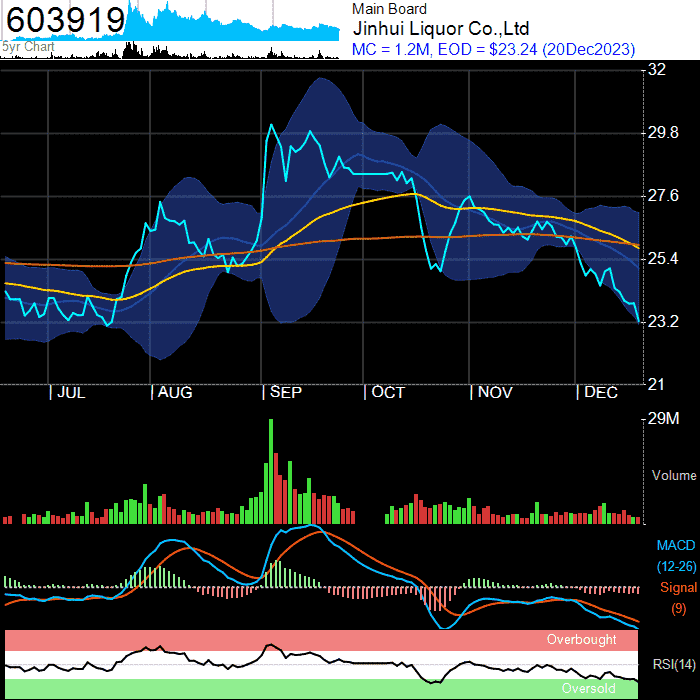 603919
5yr Chart
Main Board
Jinhui Liquor Co.,Ltd
MC = 1.2M, EOD = $23.24 (20Dec2023)
32
29.8
27.6
25.4
23.2
21
| JUL | AUG | SEP | OCT | NOV | DEC
29M
Volume
MACD
(12-26)
Signal
(9)
Overbought
RSI(14)
Oversold